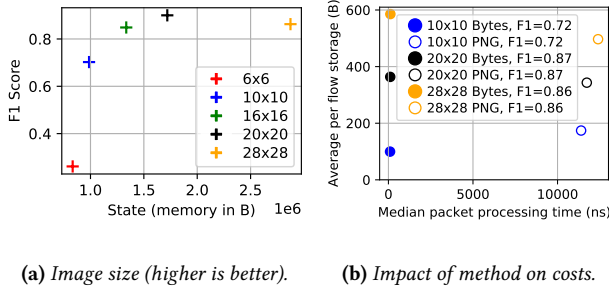 F1 Score
0.8
0.6
0.4
1.0
1.5
2.0
2.5
1e6
State (memory in B)
6x6
10x10
16x16
20x20
28x28
Average per flow storage (B)
600
400
200
0
0
5000
10000
Median packet processing time (ns)
10x10 Bytes, F1=0.72
10x10 PNG, F1=0.72
20x20 Bytes, F1=0.87
20x20 PNG, F1=0.87
28x28 Bytes, F1=0.86
28x28 PNG, F1=0.86
(a) Image size (higher is better).
(b) Impact of method on costs.